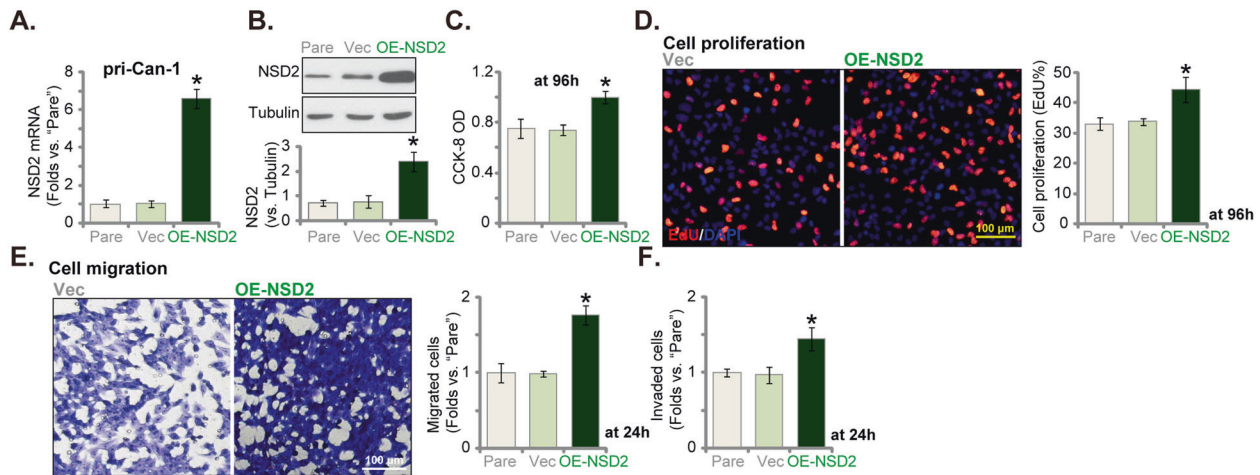 A.
pri-Can-1
NSD2 mRNA
(Folds vs. “Pare”)
8
6
4
2
0
*
Pare Vec OE-NSD2
B.
Pare Vec OE-NSD2
NSD2
Tubulin
NSD2
(vs. Tubulin)
3
2
1
0
*
Pare Vec OE-NSD2
C.
CCK-8 OD
1.2
0.8
0.4
0
at 96h
*
Pare Vec OE-NSD2
D.
Cell proliferation
Vec OE-NSD2
EdU/DAPI
100 μm
Cell proliferation (EdU%)
50
40
30
20
10
0
*
Pare Vec OE-NSD2
at 96h
E.
Cell migration
Vec OE-NSD2
100 μm
Migrated cells
(Folds vs. “Pare”)
2
1
0
*
at 24h
Pare Vec OE-NSD2
F.
Invaded cells
(Folds vs. “Pare”)
2
1
0
*
at 24h
Pare Vec OE-NSD2